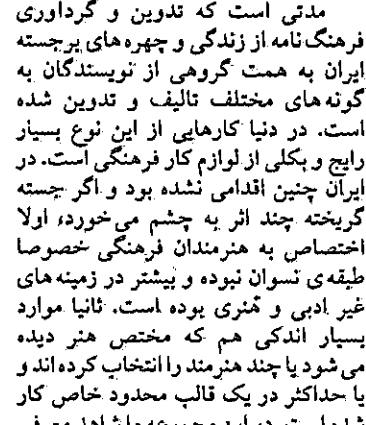 مدتی است که تدوین و گردآوری
فرهنگ‌نامه از زندگی و چهره‌های برجسته
ایران به همت گروهی از نویسندگان به
گونه‌های مختلف تالیف و تدوین شده
است. در دنیا کارهایی از این نوع بسیار
رایج و بکلی از لوازم کار فرهنگی است. در
ایران چنین اقدامی نشده بود و اگر جسته
گریخته چند اثر به چشم می‌خورد، اولا
اختصاص به هنرمندان فرهنگی خصوصا
طبقه‌ی نسوان نبوده و بیشتر در زمینه‌های
غیر ادبی و هنری بوده است. ثانیا موارد
بسیار اندکی هم که مختص هنر دیده
می‌شود یا چند هنرمند را انتخاب کرده‌اند و
یا حداکثر در یک قالب محدود خاص کار